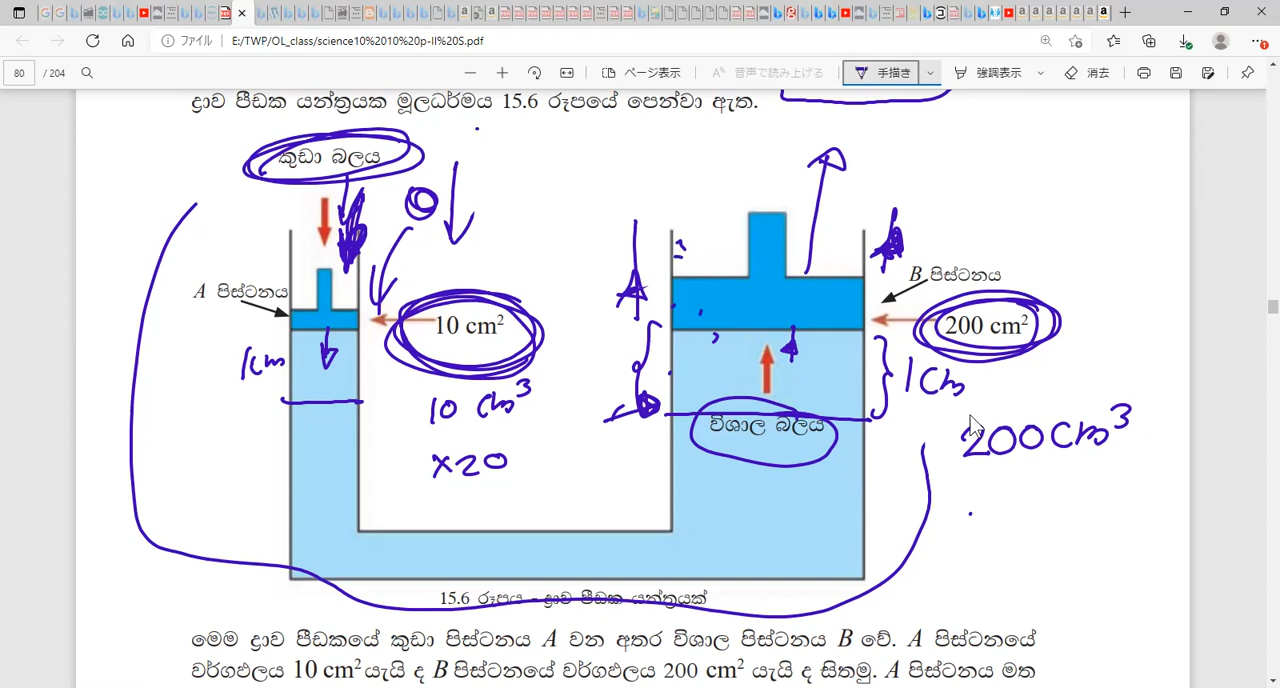 ファイル E:/TWP/OL_class/science10%2010%20p-II%20S.pdf
80 / 204 ページ表示 音声で読み上げる 手描き 強調表示 消去
ද්‍රාව පීඩක යන්ත්‍රයක මූලධර්මය 15.6 රූපයේ පෙන්වා ඇත.
කුඩා බලය
A පිස්ටනය
B පිස්ටනය
10 cm²
200 cm²
1cm
1cm
10 cm³
විශාල බලය
200cm³
×20
15.6 රූපය - ද්‍රාව පීඩක යන්ත්‍රයක්
මෙම ද්‍රාව පීඩකයේ කුඩා පිස්ටනය A වන අතර විශාල පිස්ටනය B වේ. A පිස්ටනයේ
වර්ගඵලය 10 cm² යැයි ද B පිස්ටනයේ වර්ගඵලය 200 cm² යැයි ද සිතමු. A පිස්ටනය මත